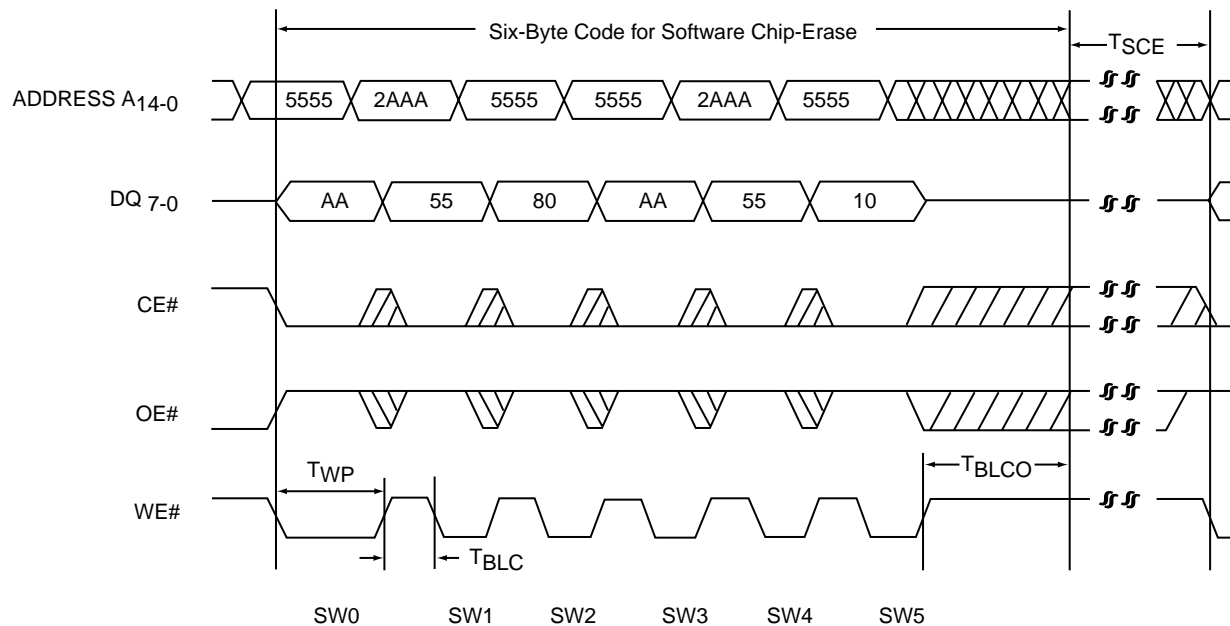 Six-Byte Code for Software Chip-Erase
TSCE
ADDRESS A14-0
5555 2AAA 5555 5555 2AAA 5555
DQ 7-0
AA 55 80 AA 55 10
CE#
OE#
TWP
TBLCO
WE#
TBLC
SW0 SW1 SW2 SW3 SW4 SW5